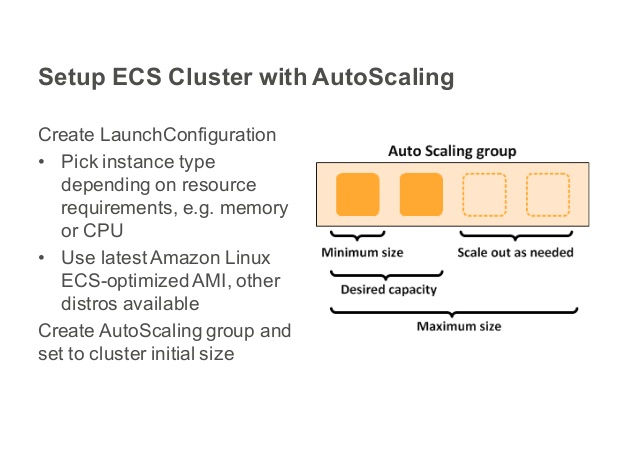 Setup ECS Cluster with AutoScaling
Create LaunchConfiguration
• Pick instance type
depending on resource
requirements, e.g. memory
or CPU
• Use latest Amazon Linux
ECS-optimized AMI, other
distros available
Create AutoScaling group and
set to cluster initial size
Auto Scaling group
Minimum size
Scale out as needed
Desired capacity
Maximum size